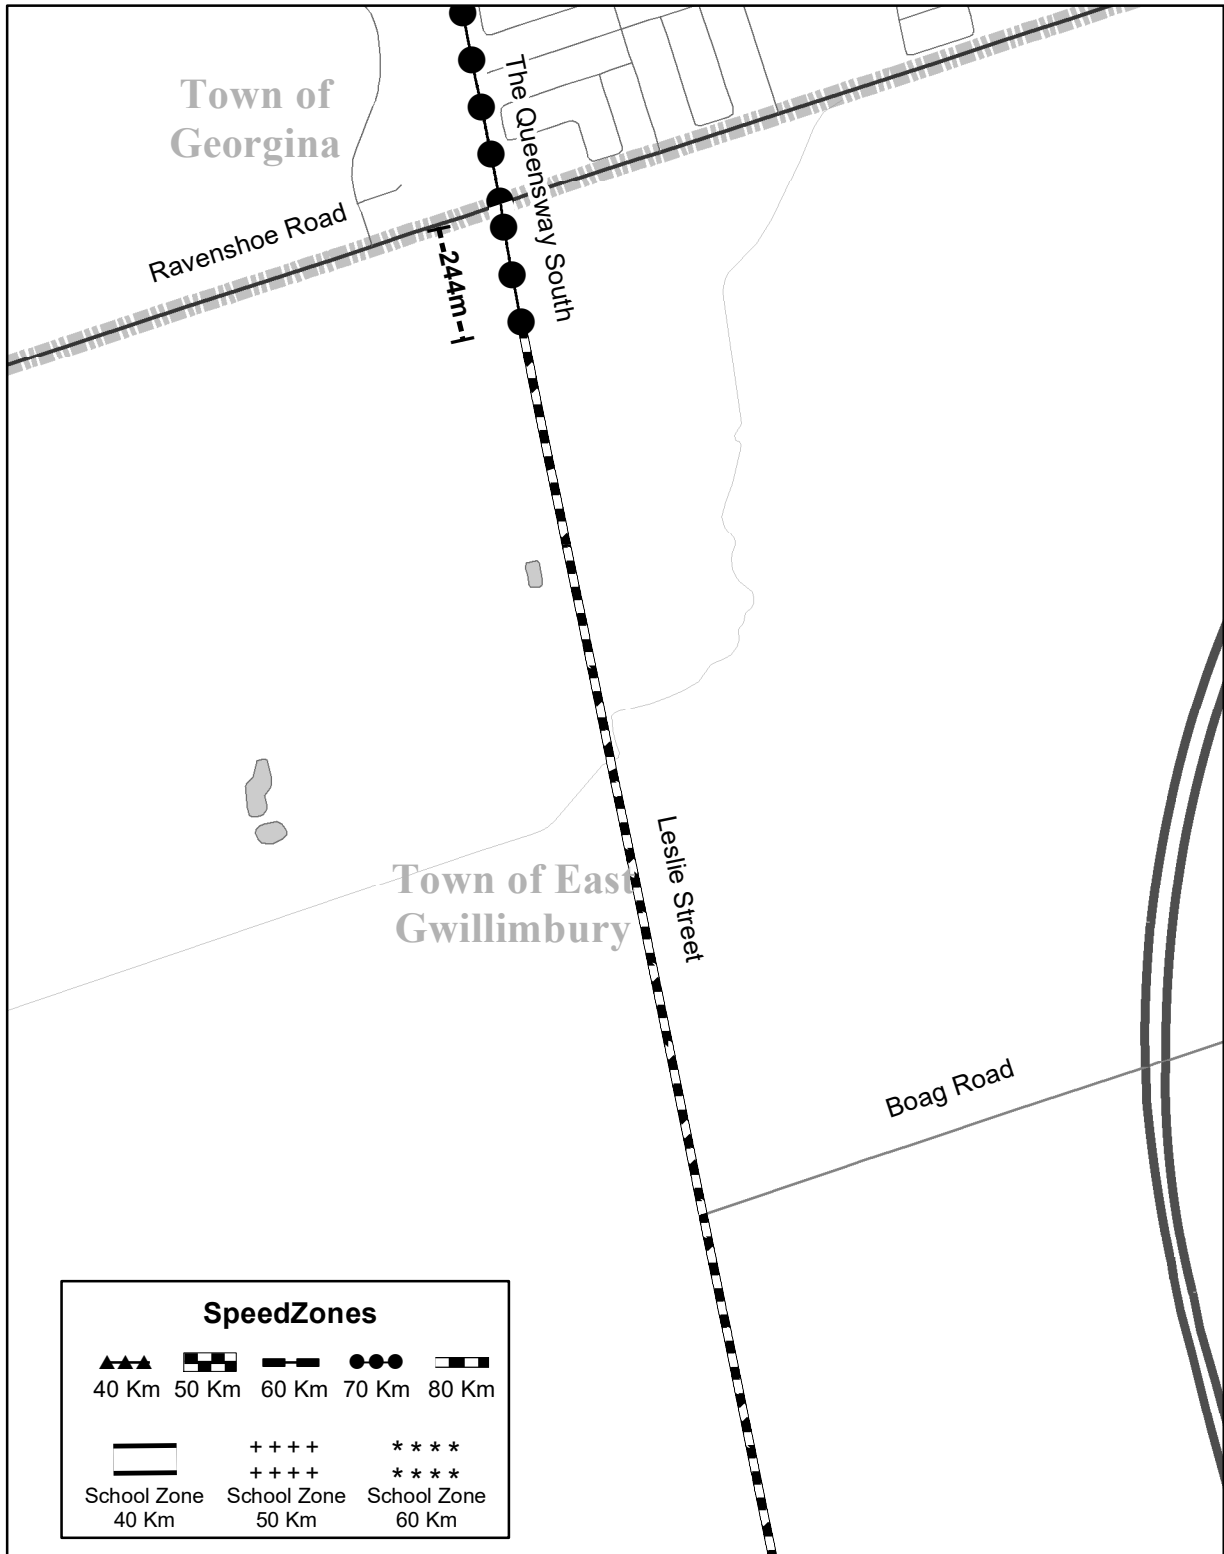 Town of
Georgina
The Queensway South
Ravenshoe Road
244m
Town of East
Gwillimbury
Leslie Street
Boag Road
SpeedZones
40 Km 50 Km 60 Km 70 Km 80 Km
School Zone School Zone School Zone
40 Km 50 Km 60 Km